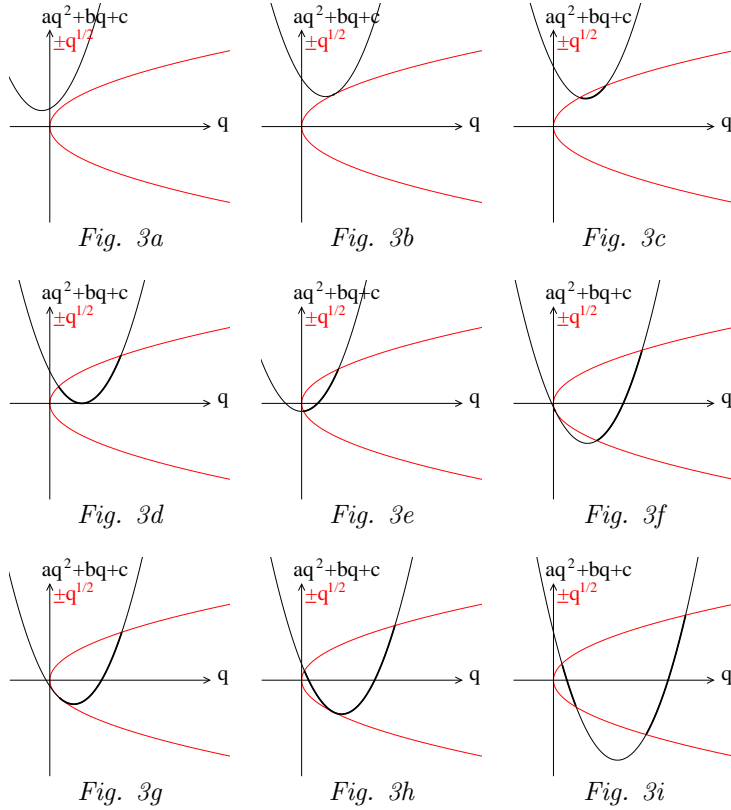 aq²+bq+c
±q^{1/2}
q
Fig. 3a
aq²+bq+c
±q^{1/2}
q
Fig. 3b
aq²+bq+c
±q^{1/2}
q
Fig. 3c
aq²+bq+c
±q^{1/2}
q
Fig. 3d
aq²+bq+c
±q^{1/2}
q
Fig. 3e
aq²+bq+c
±q^{1/2}
q
Fig. 3f
aq²+bq+c
±q^{1/2}
q
Fig. 3g
aq²+bq+c
±q^{1/2}
q
Fig. 3h
aq²+bq+c
±q^{1/2}
q
Fig. 3i